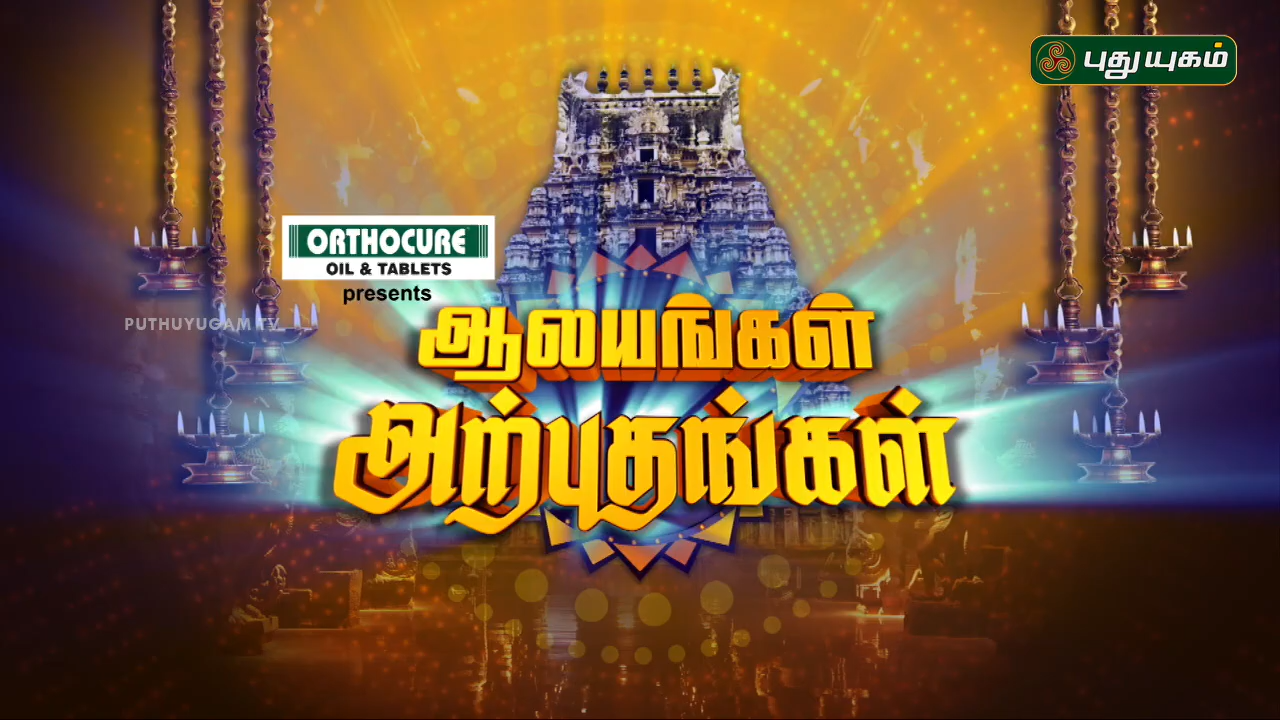 புதுயுகம்
ORTHOCURE
OIL & TABLETS
presents
PUTHUYUGAM TV
ஆலயங்கள்
அற்புதங்கள்